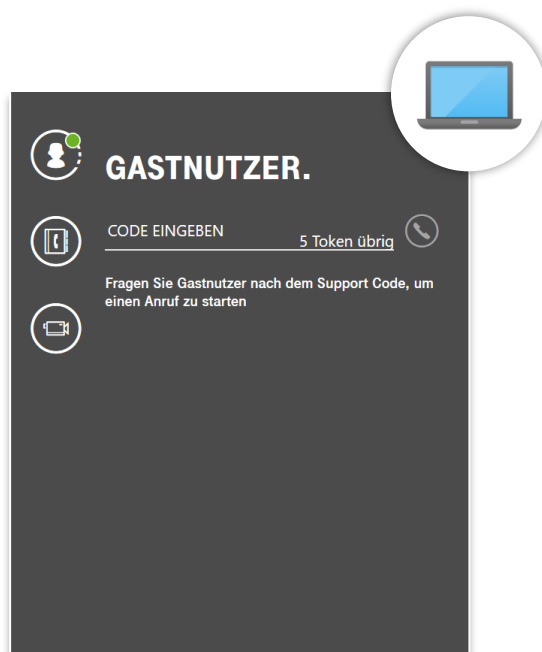 GASTNUTZER.
CODE EINGEBEN
5 Token übrig
Fragen Sie Gastnutzer nach dem Support Code, um
einen Anruf zu starten